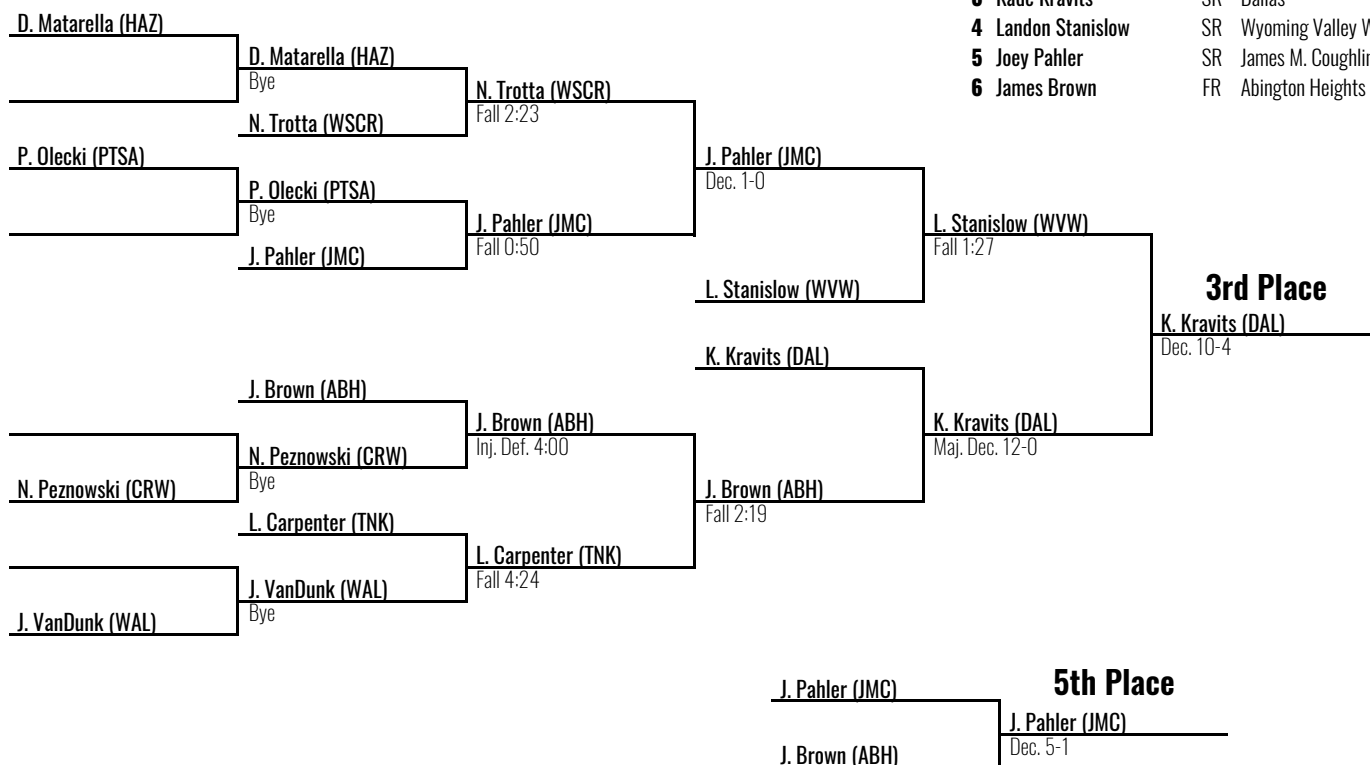 3 Kade Kravits SR Dallas
4 Landon Stanislow SR Wyoming Valley W
5 Joey Pahler SR James M. Coughlin
6 James Brown FR Abington Heights
D. Matarella (HAZ)
D. Matarella (HAZ)
Bye
N. Trotta (WSCR)
Fall 2:23
N. Trotta (WSCR)
P. Olecki (PTSA)
J. Pahler (JMC)
Dec. 1-0
P. Olecki (PTSA)
Bye
J. Pahler (JMC)
Fall 0:50
L. Stanislow (WVW)
Fall 1:27
J. Pahler (JMC)
L. Stanislow (WVW)
3rd Place
K. Kravits (DAL)
Dec. 10-4
K. Kravits (DAL)
J. Brown (ABH)
J. Brown (ABH)
Inj. Def. 4:00
K. Kravits (DAL)
Maj. Dec. 12-0
N. Peznowski (CRW)
Bye
N. Peznowski (CRW)
J. Brown (ABH)
Fall 2:19
L. Carpenter (TNK)
L. Carpenter (TNK)
Fall 4:24
J. VanDunk (WAL)
Bye
J. VanDunk (WAL)
5th Place
J. Pahler (JMC)
J. Pahler (JMC)
Dec. 5-1
J. Brown (ABH)